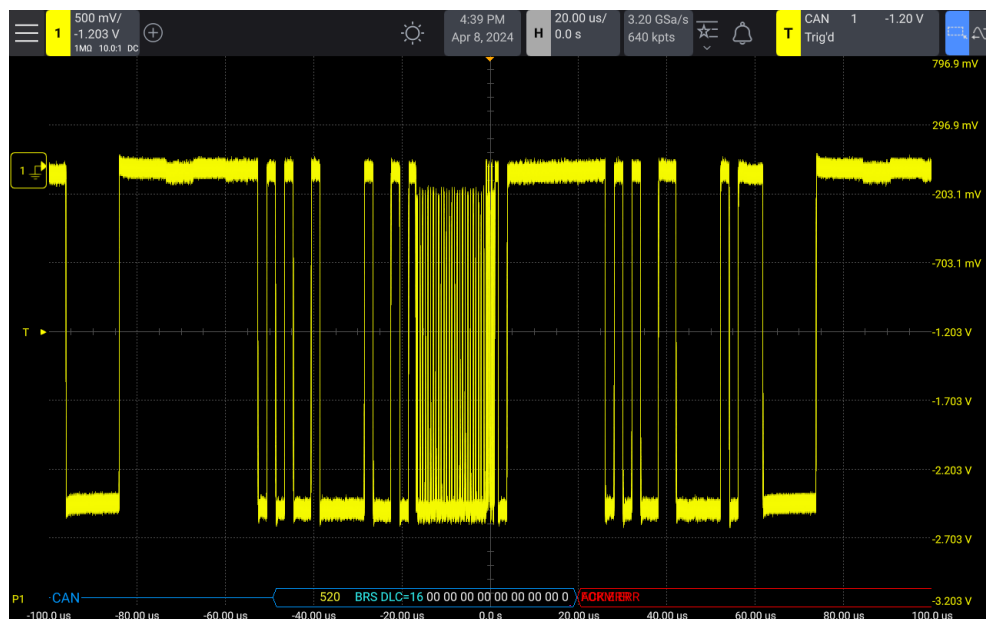 1
500 mV/
-1.203 V
1MΩ 10.0:1 DC
4:39 PM
Apr 8, 2024
H
20.00 us/
0.0 s
3.20 GSa/s
640 kpts
T
CAN 1 -1.20 V
Trig'd
796.9 mV
296.9 mV
1
-203.1 mV
-703.1 mV
T
-1.203 V
-1.703 V
-2.203 V
-2.703 V
P1 CAN 520 BRS DLC=16 00 00 00 00 00 00 00 00 0
-3.203 V
-100.0 us -80.00 us -60.00 us -40.00 us -20.00 us 0.0 s 20.00 us 40.00 us 60.00 us 80.00 us 100.0 us